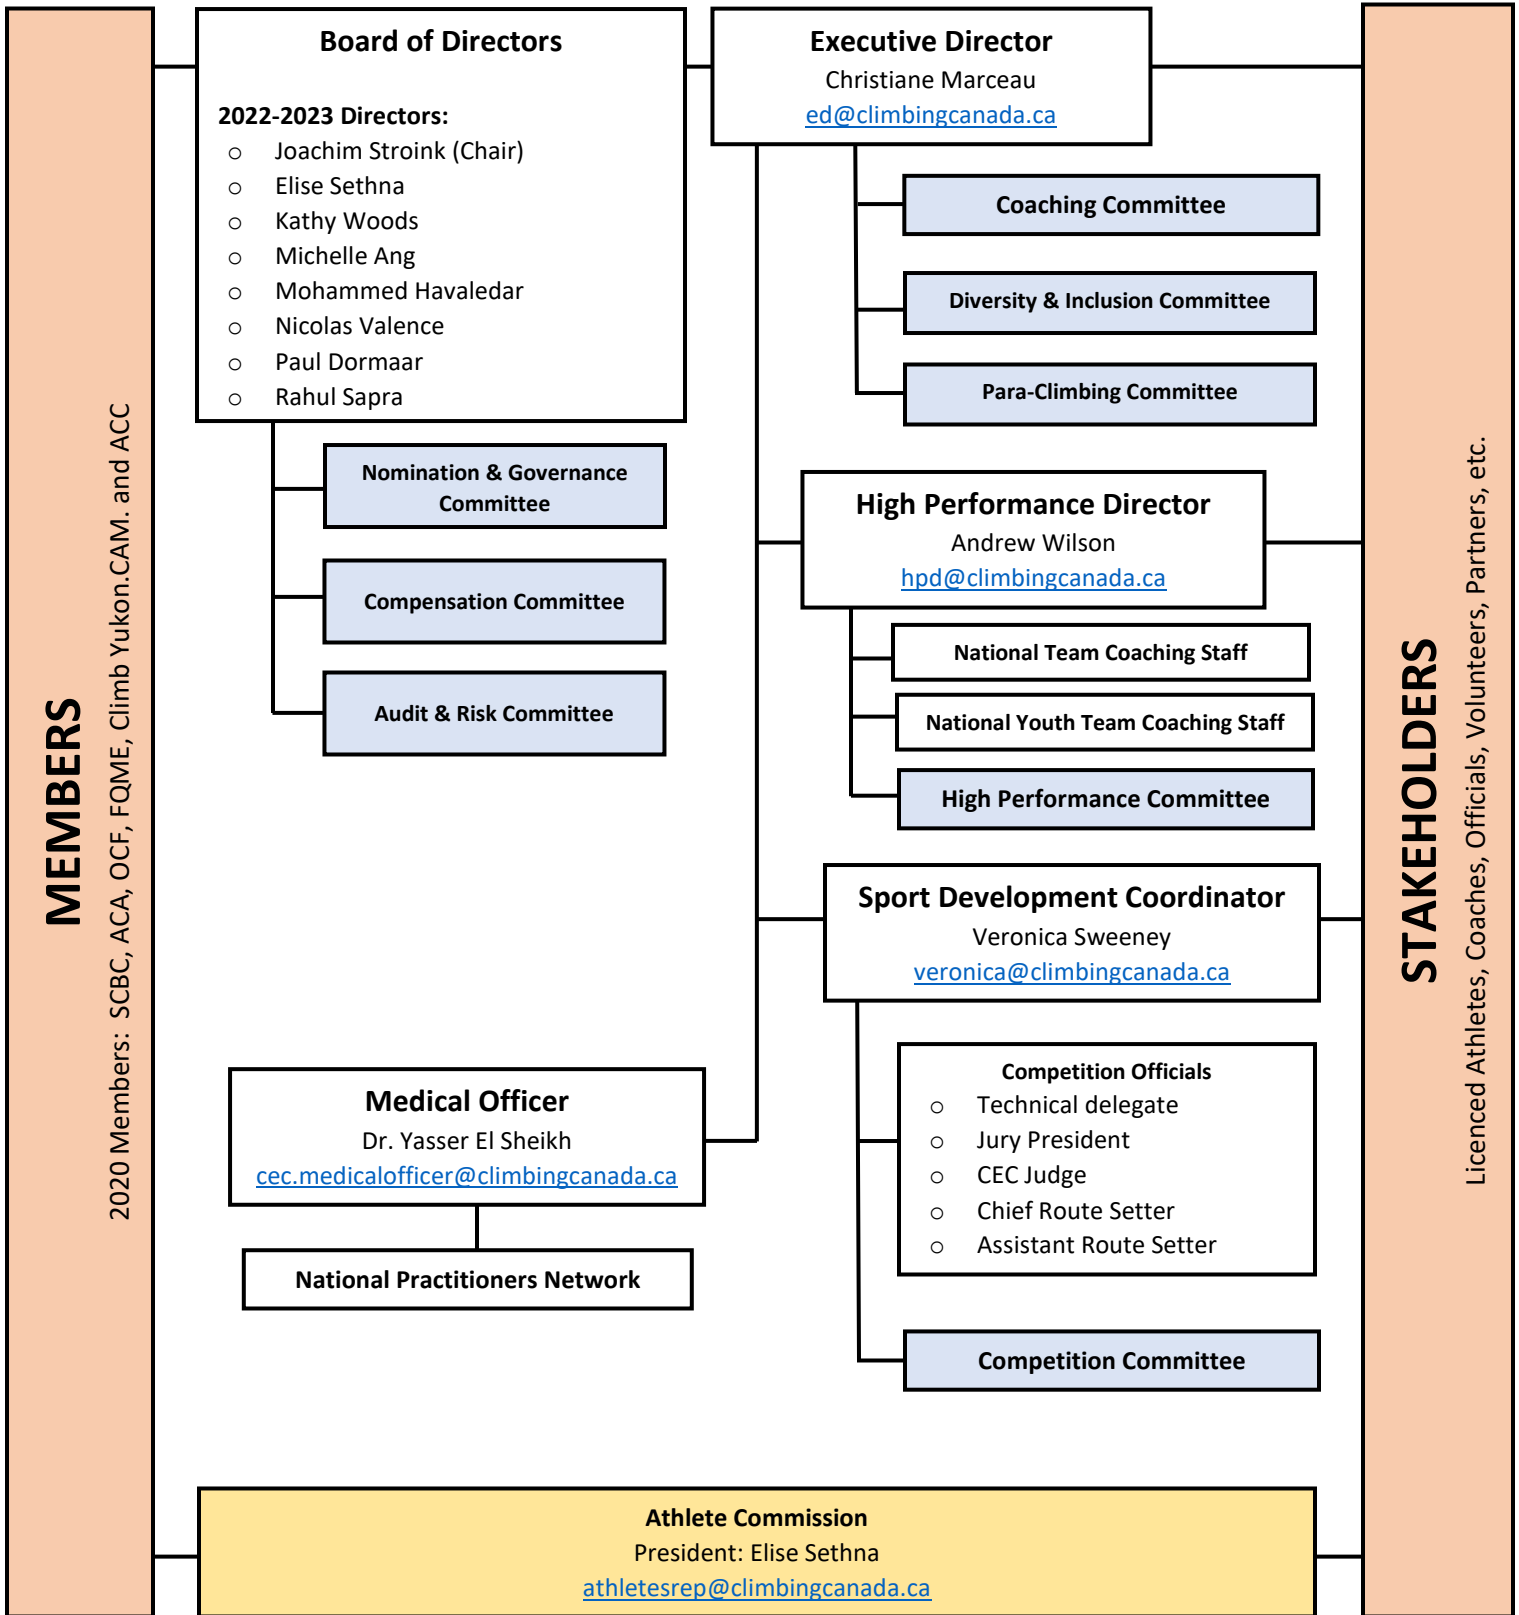 MEMBERS
2020 Members: SCBC, ACA, OCF, FQME, Climb Yukon.CAM. and ACC
Board of Directors
2022-2023 Directors:
o Joachim Stroink (Chair)
o Elise Sethna
o Kathy Woods
o Michelle Ang
o Mohammed Havaledar
o Nicolas Valence
o Paul Dormaar
o Rahul Sapra
Nomination & Governance
Committee
Compensation Committee
Audit & Risk Committee
Executive Director
Christiane Marceau
ed@climbingcanada.ca
Coaching Committee
Diversity & Inclusion Committee
Para-Climbing Committee
High Performance Director
Andrew Wilson
hpd@climbingcanada.ca
National Team Coaching Staff
National Youth Team Coaching Staff
High Performance Committee
Sport Development Coordinator
Veronica Sweeney
veronica@climbingcanada.ca
Competition Officials
o Technical delegate
o Jury President
o CEC Judge
o Chief Route Setter
o Assistant Route Setter
Competition Committee
Medical Officer
Dr. Yasser El Sheikh
cec.medicalofficer@climbingcanada.ca
National Practitioners Network
Athlete Commission
President: Elise Sethna
athletesrep@climbingcanada.ca
STAKEHOLDERS
Licenced Athletes, Coaches, Officials, Volunteers, Partners, etc.